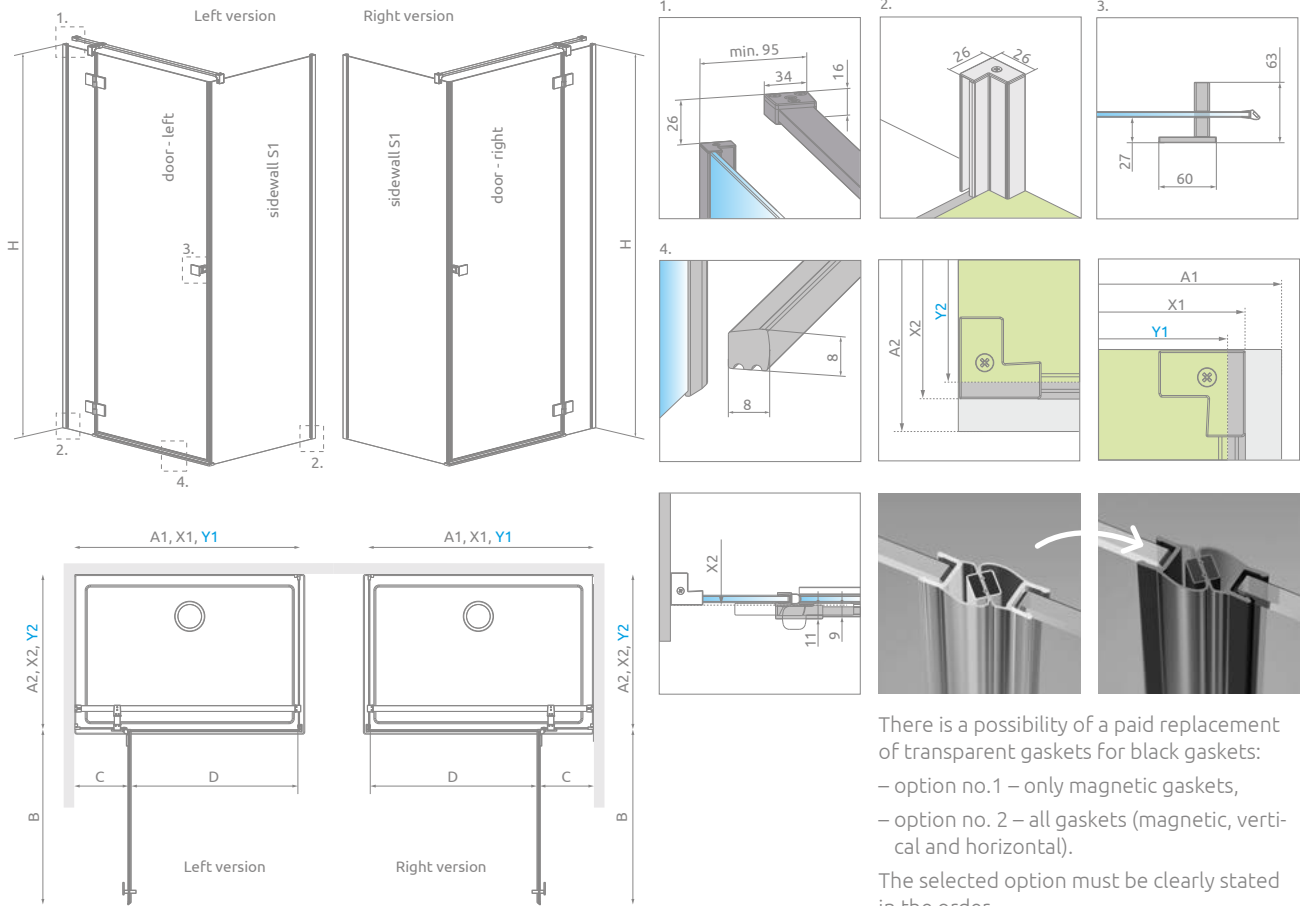 1.
Left version
Right version
door - left
sidewall S1
sidewall S1
door - right
H
H
3.
2.
4.
2.
1.
min. 95
34
16
26
2.
26
26
3.
63
27
60
4.
8
8
A2
X2
Y2
A1
X1
Y1
A1, X1, Y1
A1, X1, Y1
A2, X2, Y2
A2, X2, Y2
C
D
D
C
B
B
Left version
Right version
X2
11
9
There is a possibility of a paid replacement
of transparent gaskets for black gaskets:
– option no.1 – only magnetic gaskets,
– option no. 2 – all gaskets (magnetic, verti-
cal and horizontal).
The selected option must be clearly stated
in the order